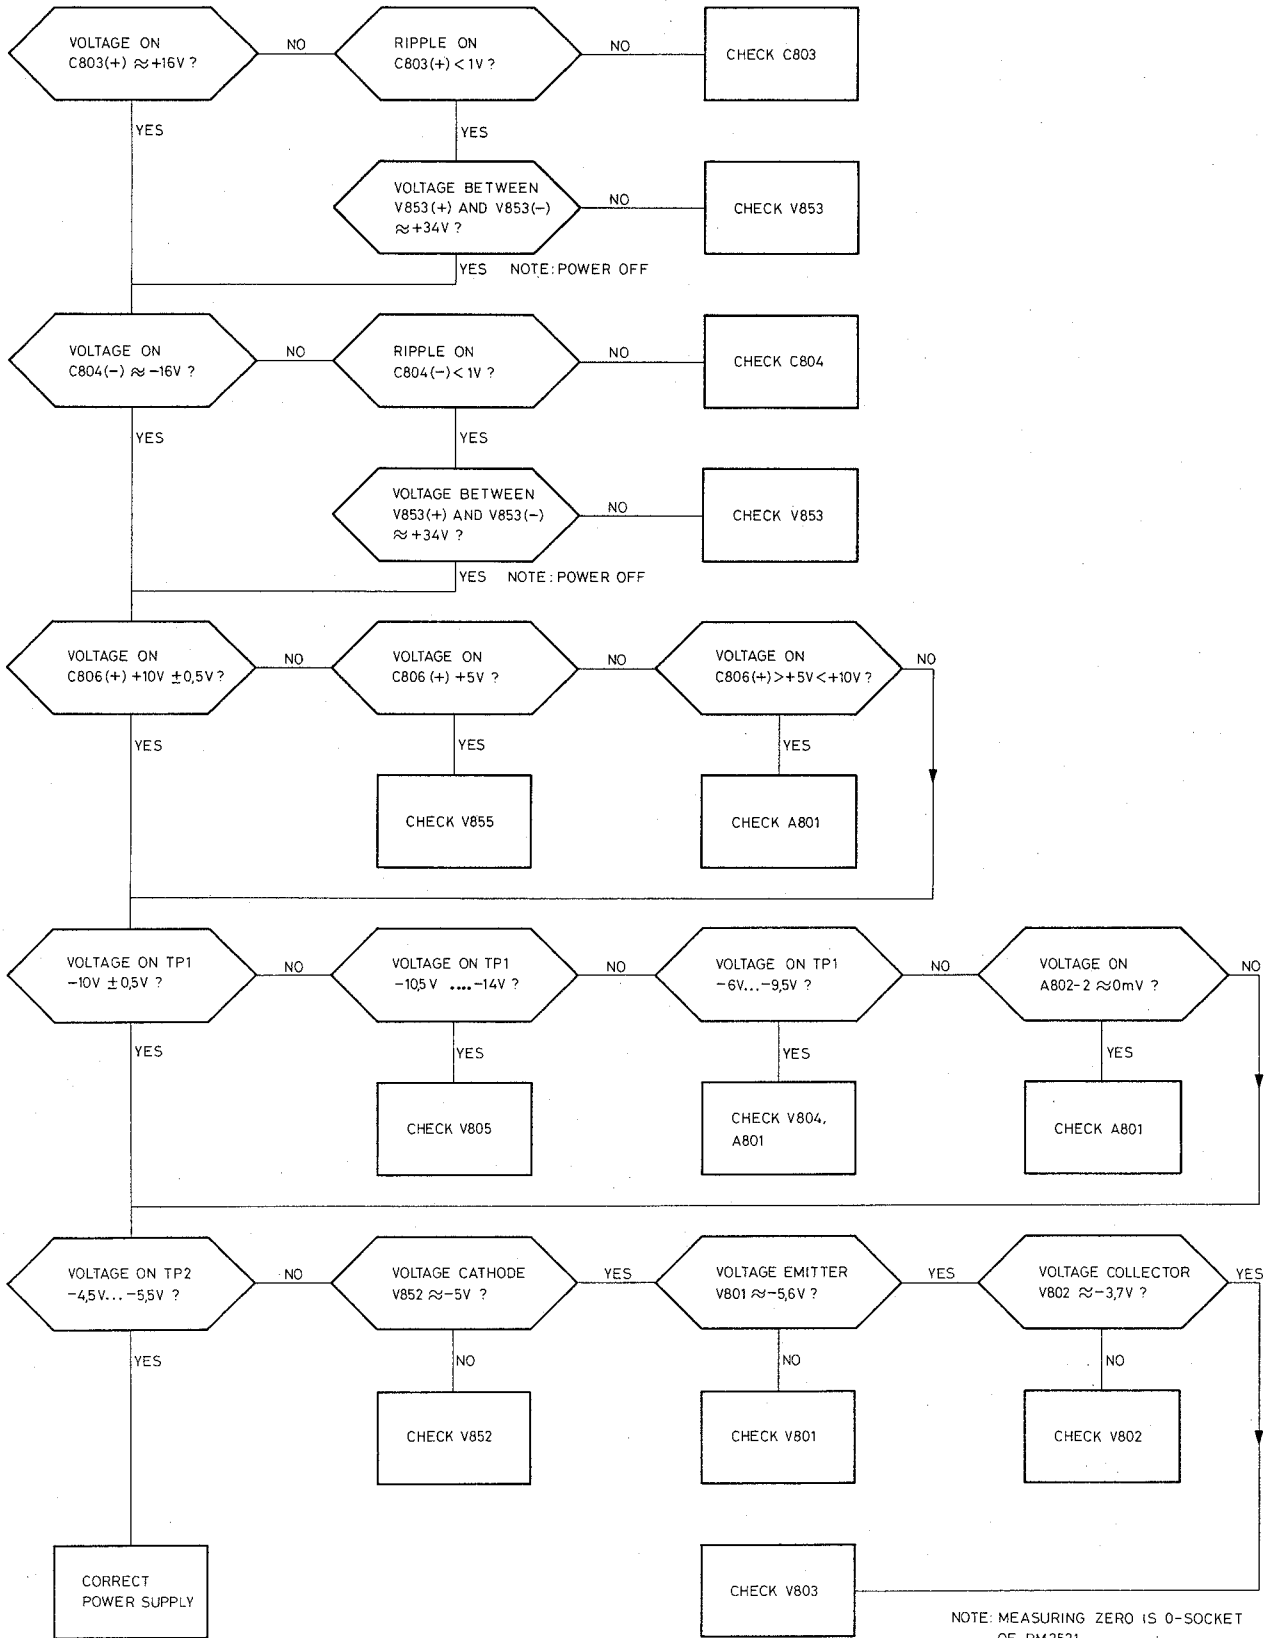 VOLTAGE ON
C803(+) ≈+16V ?
NO
RIPPLE ON
C803(+) <1V ?
NO
CHECK C803
YES
YES
VOLTAGE BETWEEN
V853(+) AND V853(-)
≈+34V ?
NO
CHECK V853
YES NOTE: POWER OFF
VOLTAGE ON
C804(-) ≈ -16V ?
NO
RIPPLE ON
C804(-) <1V ?
NO
CHECK C804
YES
YES
VOLTAGE BETWEEN
V853(+) AND V853(-)
≈+34V ?
NO
CHECK V853
YES NOTE: POWER OFF
VOLTAGE ON
C806(+) +10V ±0,5V ?
NO
VOLTAGE ON
C806 (+) +5V ?
NO
VOLTAGE ON
C806(+)>+5V<+10V ?
NO
YES
YES
YES
CHECK V855
CHECK A801
VOLTAGE ON TP1
-10V ±0,5V ?
NO
VOLTAGE ON TP1
-10,5V ....-14V ?
NO
VOLTAGE ON TP1
-6V...-9,5V ?
NO
VOLTAGE ON
A802-2 ≈0mV ?
NO
YES
YES
YES
YES
CHECK V805
CHECK V804,
A801
CHECK A801
VOLTAGE ON TP2
-4,5V...-5,5V ?
NO
VOLTAGE CATHODE
V852 ≈-5V ?
YES
VOLTAGE EMITTER
V801 ≈-5,6V ?
YES
VOLTAGE COLLECTOR
V802 ≈-3,7V ?
YES
YES
NO
NO
NO
CHECK V852
CHECK V801
CHECK V802
CORRECT
POWER SUPPLY
CHECK V803
NOTE: MEASURING ZERO IS 0-SOCKET
OF PM2521